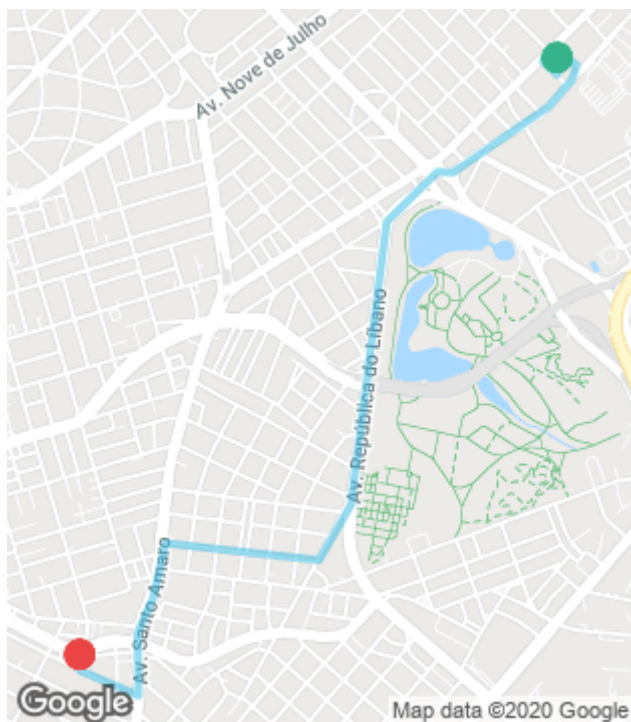 Av. Nove de Julho
Av. República do Líbano
Av. Santo Amaro
Google
Map data ©2020 Google